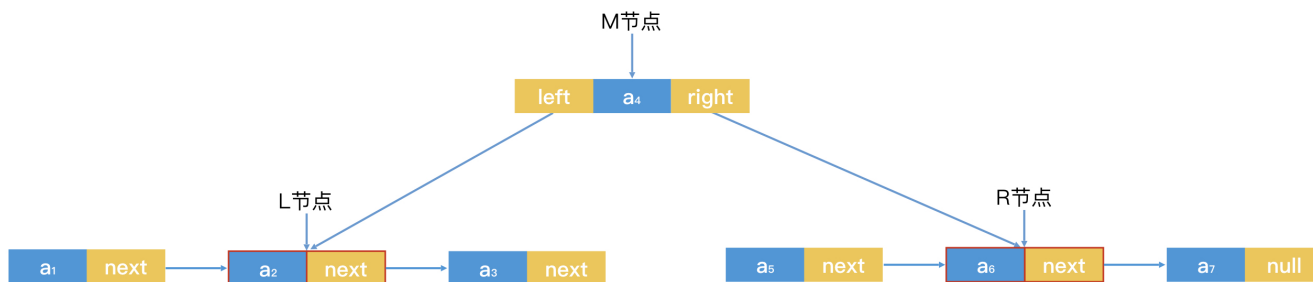 M节点
left a₄ right
L节点
R节点
a₁ next a₂ next a₃ next a₅ next a₆ next a₇ null